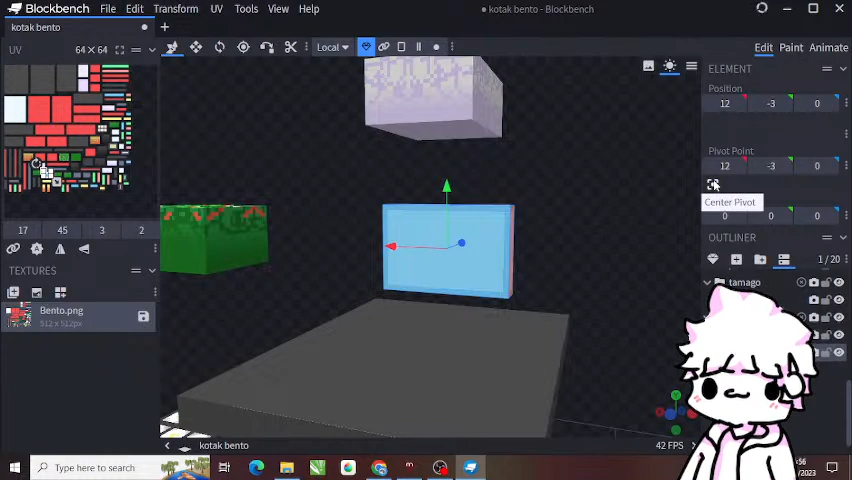 Blockbench
File
Edit
Transform
UV
Tools
View
Help
kotak bento - Blockbench
kotak bento
UV
64 × 64
Local
Edit
Paint
Animate
ELEMENT
Position
12
-3
0
Pivot Point
12
-3
0
Center Pivot
0
0
0
17
45
3
2
OUTLINER
1 / 20
tamago
TEXTURES
Bento.png
512 x 512px
kotak bento
42 FPS
Type here to search